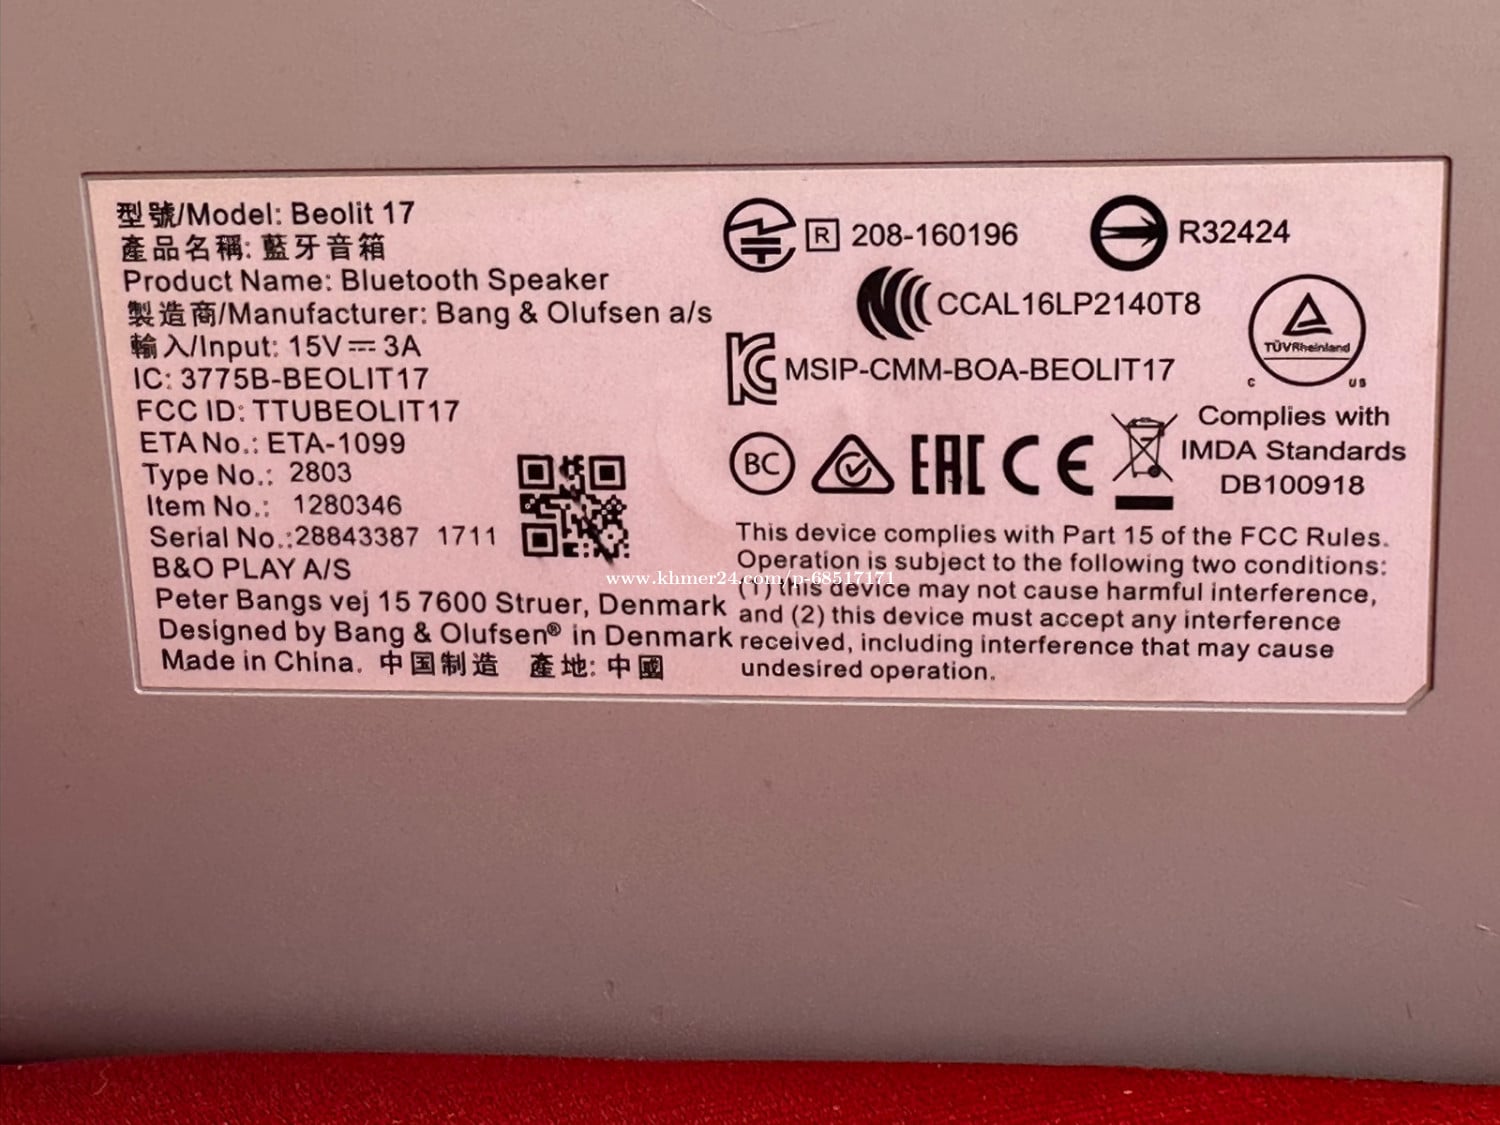 型號/Model: Beolit 17
產品名稱: 藍牙音箱
Product Name: Bluetooth Speaker
製造商/Manufacturer: Bang & Olufsen a/s
輸入/Input: 15V⎓3A
IC: 3775B-BEOLIT17
FCC ID: TTUBEOLIT17
ETA No.: ETA-1099
Type No.: 2803
Item No.: 1280346
Serial No.:28843387 1711
B&O PLAY A/S
Peter Bangs vej 15 7600 Struer, Denmark
Designed by Bang & Olufsen® in Denmark
Made in China. 中国制造 產地: 中國
R 208-160196
R32424
CCAL16LP2140T8
TÜVRheinland
C US
MSIP-CMM-BOA-BEOLIT17
BC EAC CE
Complies with
IMDA Standards
DB100918
This device complies with Part 15 of the FCC Rules.
Operation is subject to the following two conditions:
(1) this device may not cause harmful interference,
and (2) this device must accept any interference
received, including interference that may cause
undesired operation.
www.khmer24.com/p-68517171